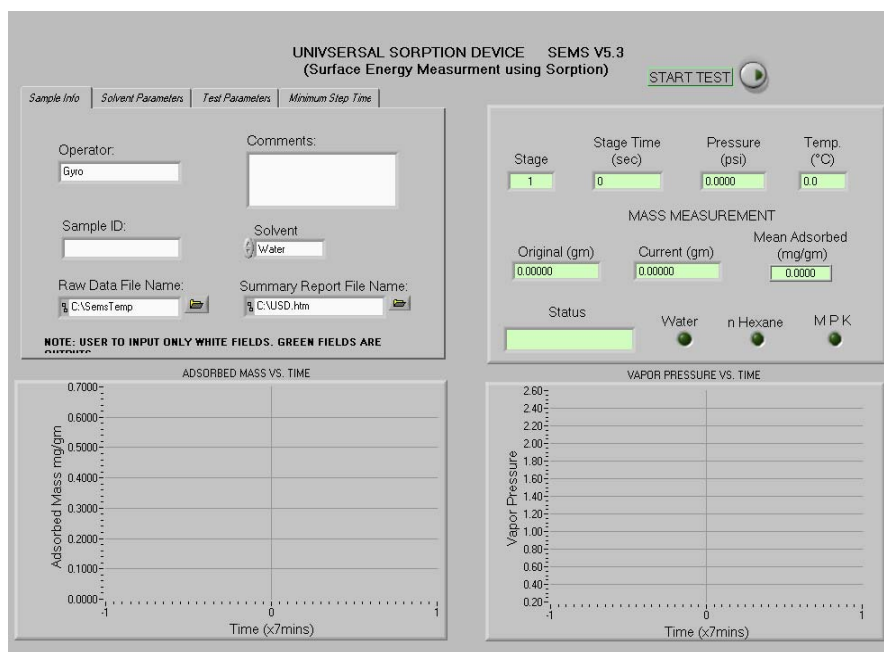 UNIVSERSAL SORPTION DEVICE SEMS V5.3
(Surface Energy Measurment using Sorption)
START TEST
Sample Info
Solvent Parameters
Test Parameters
Minimum Step Time
Operator:
Gyro
Comments:
Sample ID:
Solvent
Water
Raw Data File Name:
C:\SemsTemp
Summary Report File Name:
C:\USD.htm
NOTE: USER TO INPUT ONLY WHITE FIELDS. GREEN FIELDS ARE
OUTPUTS
Stage
1
Stage Time
(sec)
0
Pressure
(psi)
0.0000
Temp.
(°C)
0.0
MASS MEASUREMENT
Original (gm)
0.00000
Current (gm)
0.00000
Mean Adsorbed
(mg/gm)
0.0000
Status
Water
n Hexane
M P K
ADSORBED MASS VS. TIME
Adsorbed Mass mg/gm
0.7000
0.6000
0.5000
0.4000
0.3000
0.2000
0.1000
0.0000
-1
0
1
Time (x7mins)
VAPOR PRESSURE VS. TIME
Vapor Pressure
2.60
2.40
2.20
2.00
1.80
1.60
1.40
1.20
1.00
0.80
0.60
0.40
0.20
-1
0
1
Time (x7mins)